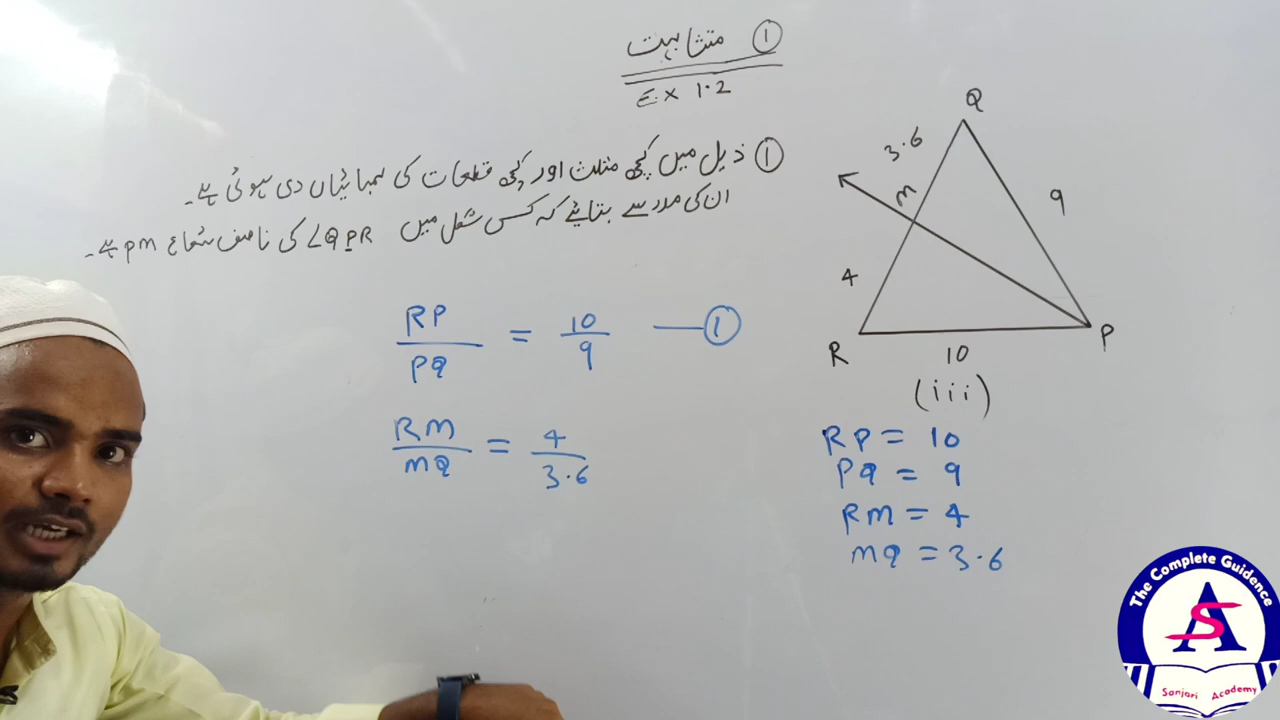 ① متشابہت
Ex 1.2
① ذیل میں کچھ مثلث اور کچھ قطعات کی لمبائیاں دی ہوئی ہے۔
ان کی مدد سے بتائیے کہ کس شکل میں ∠QPR کی ناصف شعاع PM ہے۔
RP/PQ = 10/9 —— ①
RM/MQ = 4/3.6
Q
3.6
M
9
4
R
10
P
(iii)
RP = 10
PQ = 9
RM = 4
MQ = 3.6
The Complete Guidence
A S
Sanjari Academy